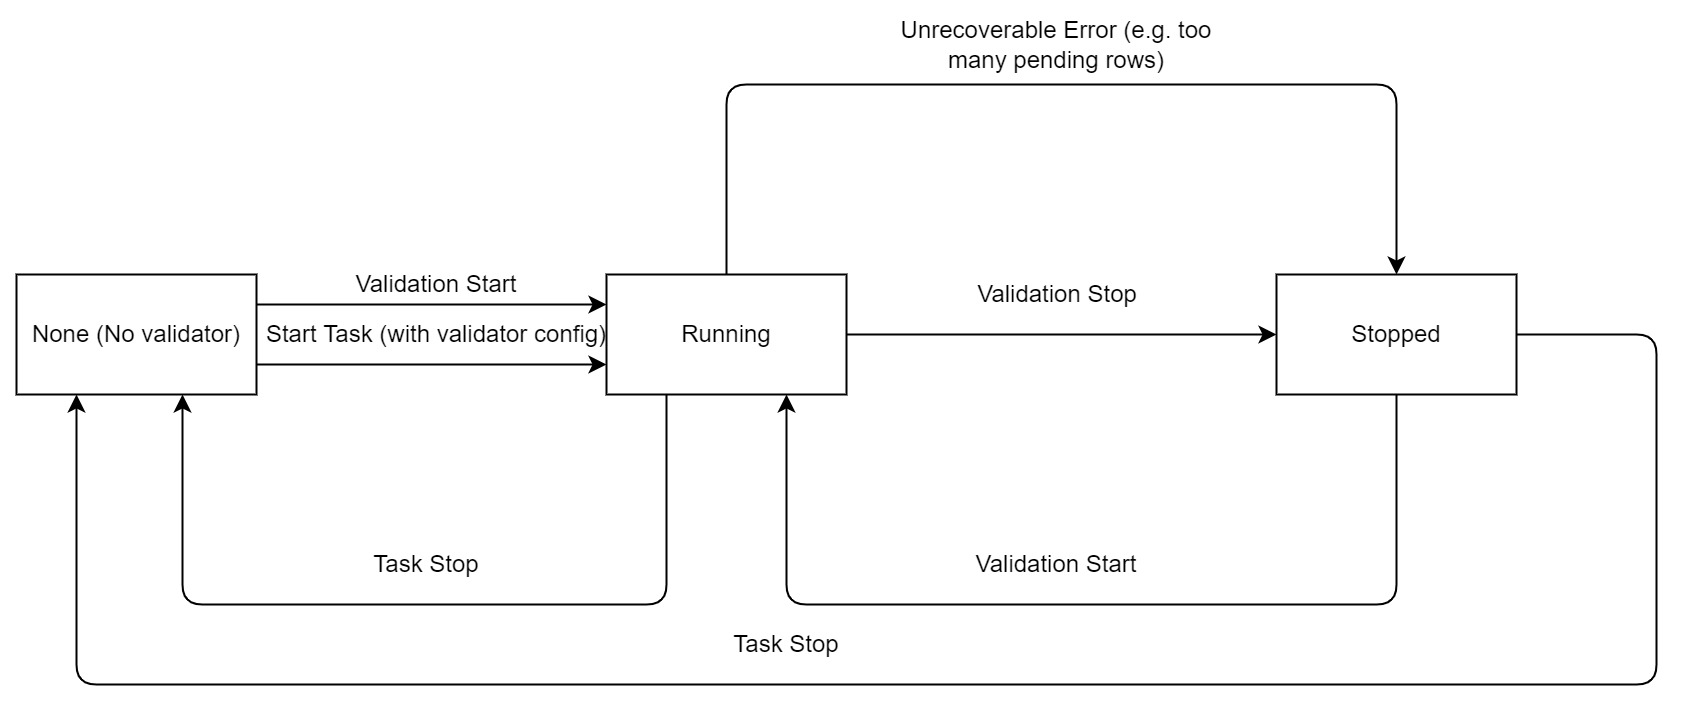 Unrecoverable Error (e.g. too
many pending rows)
Validation Start
Validation Stop
None (No validator)
Start Task (with validator config)
Running
Stopped
Task Stop
Validation Start
Task Stop